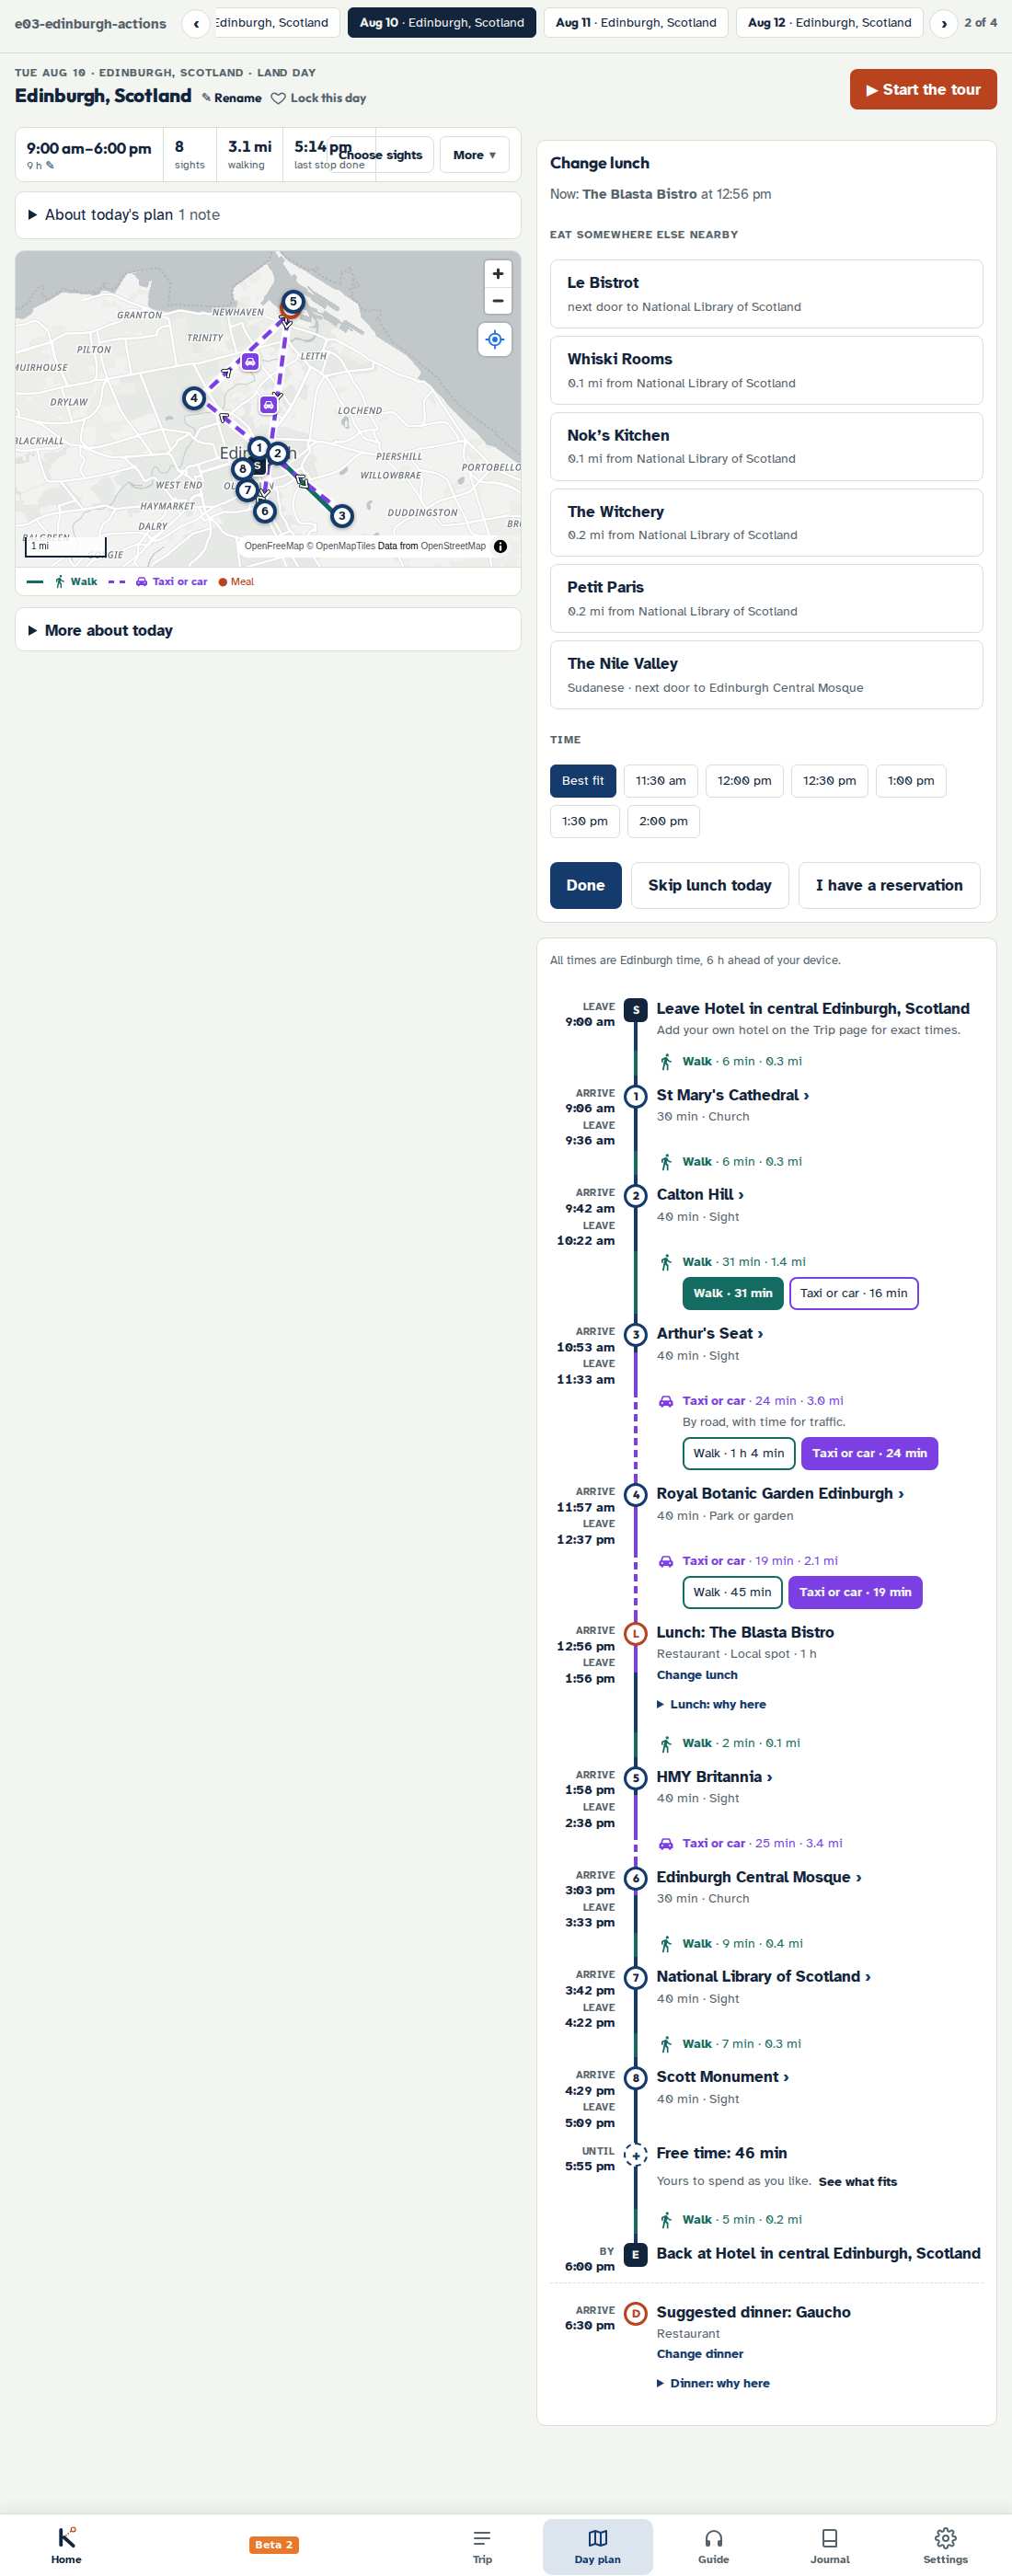 e03-edinburgh-actions
‹
Edinburgh, Scotland
Aug 10 · Edinburgh, Scotland
Aug 11 · Edinburgh, Scotland
Aug 12 · Edinburgh, Scotland
›
2 of 4
TUE AUG 10 · EDINBURGH, SCOTLAND · LAND DAY
Edinburgh, Scotland ✎ Rename Lock this day
▶ Start the tour
9:00 am–6:00 pm
9 h ✎
8
sights
3.1 mi
walking
5:14 pm
last stop done
Choose sights
More ▾
▶ About today's plan 1 note
GRANTON
NEWHAVEN
5
TRINITY
PILTON
LEITH
MUIRHOUSE
DRYLAW
4
LOCHEND
BLACKHALL
1
2
8
S
PIERSHILL
PORTOBELLO
WILLOWBRAE
WEST END
7
HAYMARKET
6
3
DUDDINGSTON
DALRY
1 mi
OpenFreeMap © OpenMapTiles Data from OpenStreetMap
+
−
Walk Taxi or car Meal
▶ More about today
Change lunch
Now: The Blasta Bistro at 12:56 pm
EAT SOMEWHERE ELSE NEARBY
Le Bistrot
next door to National Library of Scotland
Whiski Rooms
0.1 mi from National Library of Scotland
Nok’s Kitchen
0.1 mi from National Library of Scotland
The Witchery
0.2 mi from National Library of Scotland
Petit Paris
0.2 mi from National Library of Scotland
The Nile Valley
Sudanese · next door to Edinburgh Central Mosque
TIME
Best fit 11:30 am 12:00 pm 12:30 pm 1:00 pm
1:30 pm 2:00 pm
Done Skip lunch today I have a reservation
All times are Edinburgh time, 6 h ahead of your device.
LEAVE
9:00 am
S
Leave Hotel in central Edinburgh, Scotland
Add your own hotel on the Trip page for exact times.
Walk · 6 min · 0.3 mi
ARRIVE
9:06 am
LEAVE
9:36 am
1
St Mary's Cathedral ›
30 min · Church
Walk · 6 min · 0.3 mi
ARRIVE
9:42 am
LEAVE
10:22 am
2
Calton Hill ›
40 min · Sight
Walk · 31 min · 1.4 mi
Walk · 31 min Taxi or car · 16 min
ARRIVE
10:53 am
LEAVE
11:33 am
3
Arthur's Seat ›
40 min · Sight
Taxi or car · 24 min · 3.0 mi
By road, with time for traffic.
Walk · 1 h 4 min Taxi or car · 24 min
ARRIVE
11:57 am
LEAVE
12:37 pm
4
Royal Botanic Garden Edinburgh ›
40 min · Park or garden
Taxi or car · 19 min · 2.1 mi
Walk · 45 min Taxi or car · 19 min
ARRIVE
12:56 pm
LEAVE
1:56 pm
L
Lunch: The Blasta Bistro
Restaurant · Local spot · 1 h
Change lunch
▶ Lunch: why here
Walk · 2 min · 0.1 mi
ARRIVE
1:58 pm
LEAVE
2:38 pm
5
HMY Britannia ›
40 min · Sight
Taxi or car · 25 min · 3.4 mi
ARRIVE
3:03 pm
LEAVE
3:33 pm
6
Edinburgh Central Mosque ›
30 min · Church
Walk · 9 min · 0.4 mi
ARRIVE
3:42 pm
LEAVE
4:22 pm
7
National Library of Scotland ›
40 min · Sight
Walk · 7 min · 0.3 mi
ARRIVE
4:29 pm
LEAVE
5:09 pm
8
Scott Monument ›
40 min · Sight
UNTIL
5:55 pm
+
Free time: 46 min
Yours to spend as you like. See what fits
Walk · 5 min · 0.2 mi
BY
6:00 pm
E
Back at Hotel in central Edinburgh, Scotland
ARRIVE
6:30 pm
D
Suggested dinner: Gaucho
Restaurant
Change dinner
▶ Dinner: why here
Home
Beta 2
Trip
Day plan
Guide
Journal
Settings